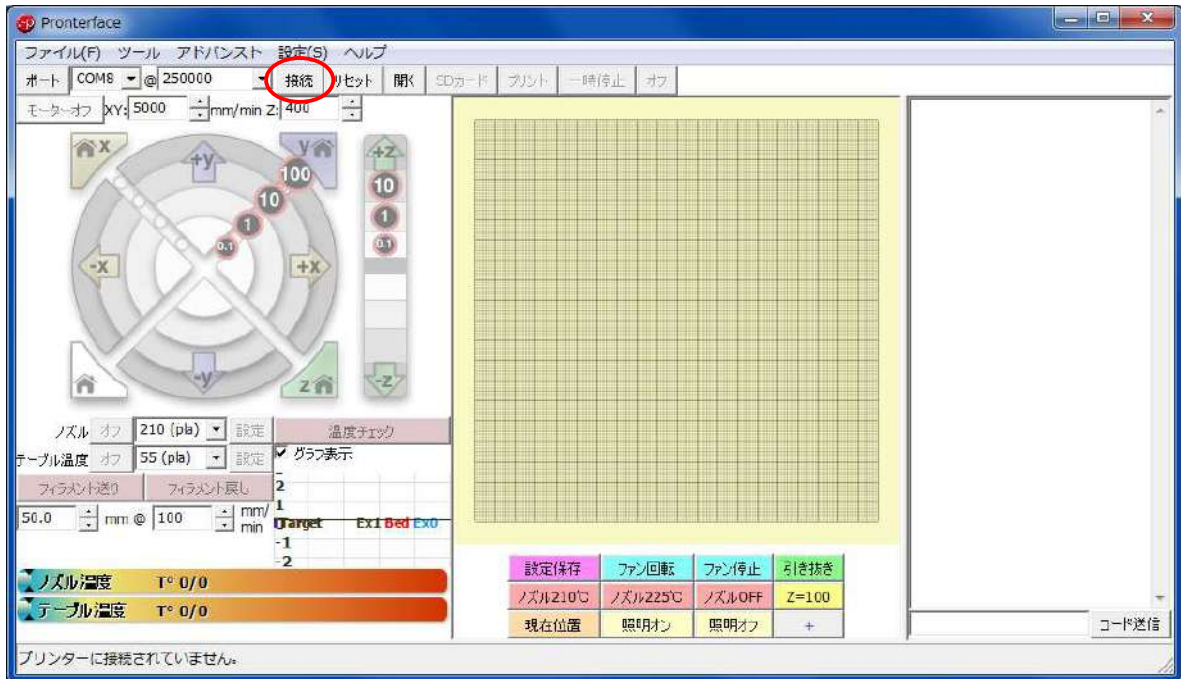 Pronterface
ファイル(F) ツール アドバンスト 設定(S) ヘルプ
ポート COM8 @ 250000 接続 リセット 開く SDカード プリント 一時停止 オフ
モーターオフ XY: 5000 mm/min Z: 400
x y +y +z
100 10
10 1
1 0.1
0.1
-x +x
-y z -z
ノズル オフ 210 (pla) 設定 温度チェック
テーブル温度 オフ 55 (pla) 設定 グラフ表示
フィラメント送り フィラメント戻し 2
50.0 mm @ 100 mm/min 1
Target Ex1 Bed Ex0
-1
-2
ノズル温度 T° 0/0
テーブル温度 T° 0/0
設定保存 ファン回転 ファン停止 引き抜き
ノズル210℃ ノズル225℃ ノズルOFF Z=100
現在位置 照明オン 照明オフ +
コード送信
プリンターに接続されていません。